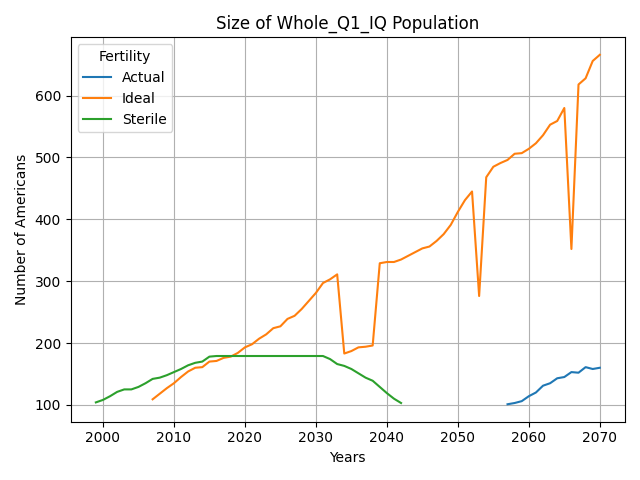 Size of Whole_Q1_IQ Population
Fertility
Actual
Ideal
Sterile
Number of Americans
600
500
400
300
200
100
2000 2010 2020 2030 2040 2050 2060 2070
Years